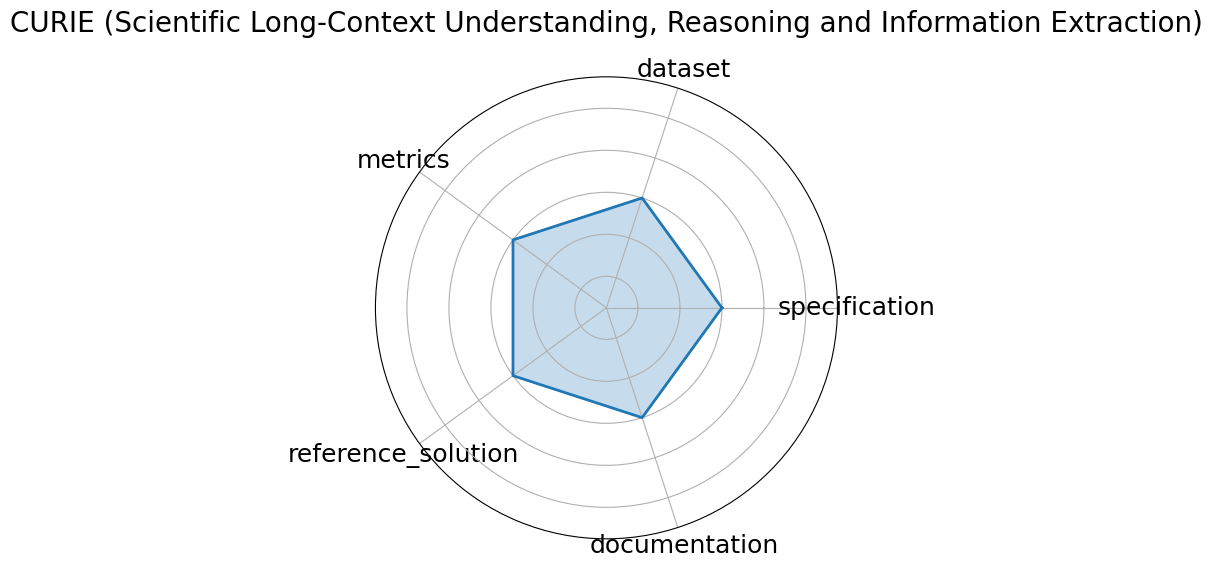 CURIE (Scientific Long-Context Understanding, Reasoning and Information Extraction)
dataset
metrics
specification
reference_solution
documentation